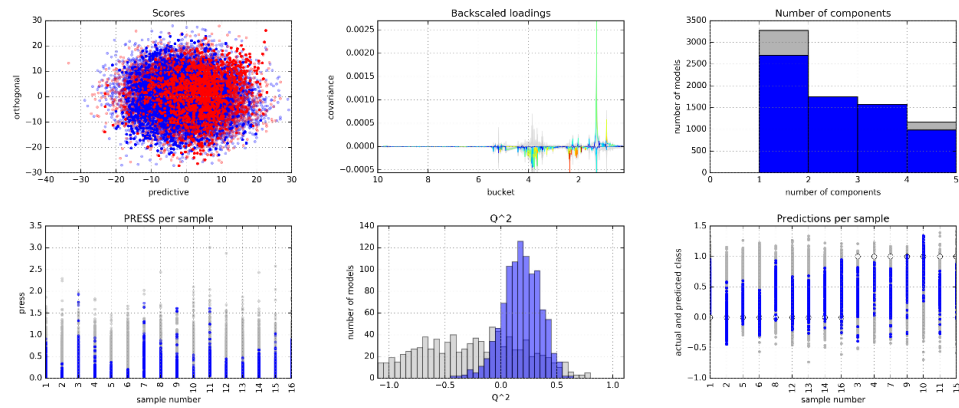 Scores
orthogonal
30
20
10
0
−10
−20
−30
−40 −30 −20 −10 0 10 20 30
predictive
Backscaled loadings
covariance
0.0025
0.0020
0.0015
0.0010
0.0005
0.0000
−0.0005
10 8 6 4 2
bucket
Number of components
number of models
3500
3000
2500
2000
1500
1000
500
0
0 1 2 3 4 5
number of components
PRESS per sample
press
3.5
3.0
2.5
2.0
1.5
1.0
0.5
0.0
1 2 3 4 5 6 7 8 9 10 11 12 13 14 15 16
sample number
Q^2
number of models
140
120
100
80
60
40
20
0
−1.0 −0.5 0.0 0.5 1.0
Q^2
Predictions per sample
actual and predicted class
1.5
1.0
0.5
0.0
−0.5
−1.0
1 2 5 6 8 12 13 14 16 3 4 7 9 10 11 15
sample number